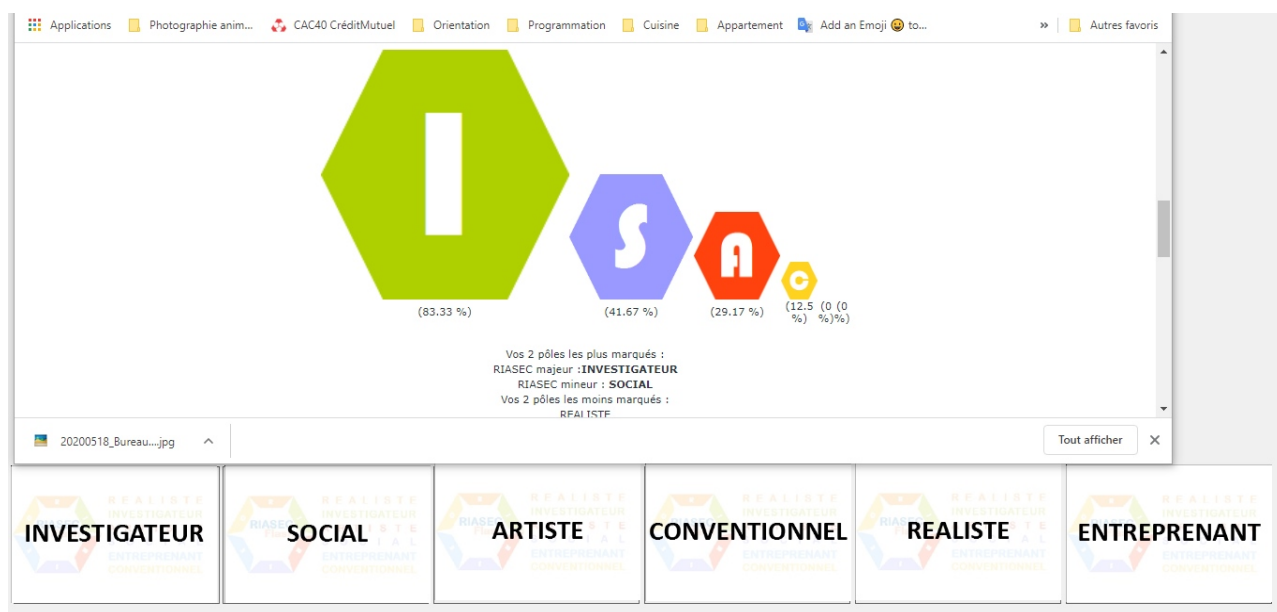 Applications Photographie anim... CAC40 CréditMutuel Orientation Programmation Cuisine Appartement Add an Emoji 😀 to... » Autres favoris
I S A C
(83.33 %) (41.67 %) (29.17 %) (12.5 %) (0 %) (0 %)
Vos 2 pôles les plus marqués :
RIASEC majeur :INVESTIGATEUR
RIASEC mineur : SOCIAL
Vos 2 pôles les moins marqués :
REALISTE
20200518_Bureau....jpg Tout afficher
INVESTIGATEUR SOCIAL ARTISTE CONVENTIONNEL REALISTE ENTREPRENANT